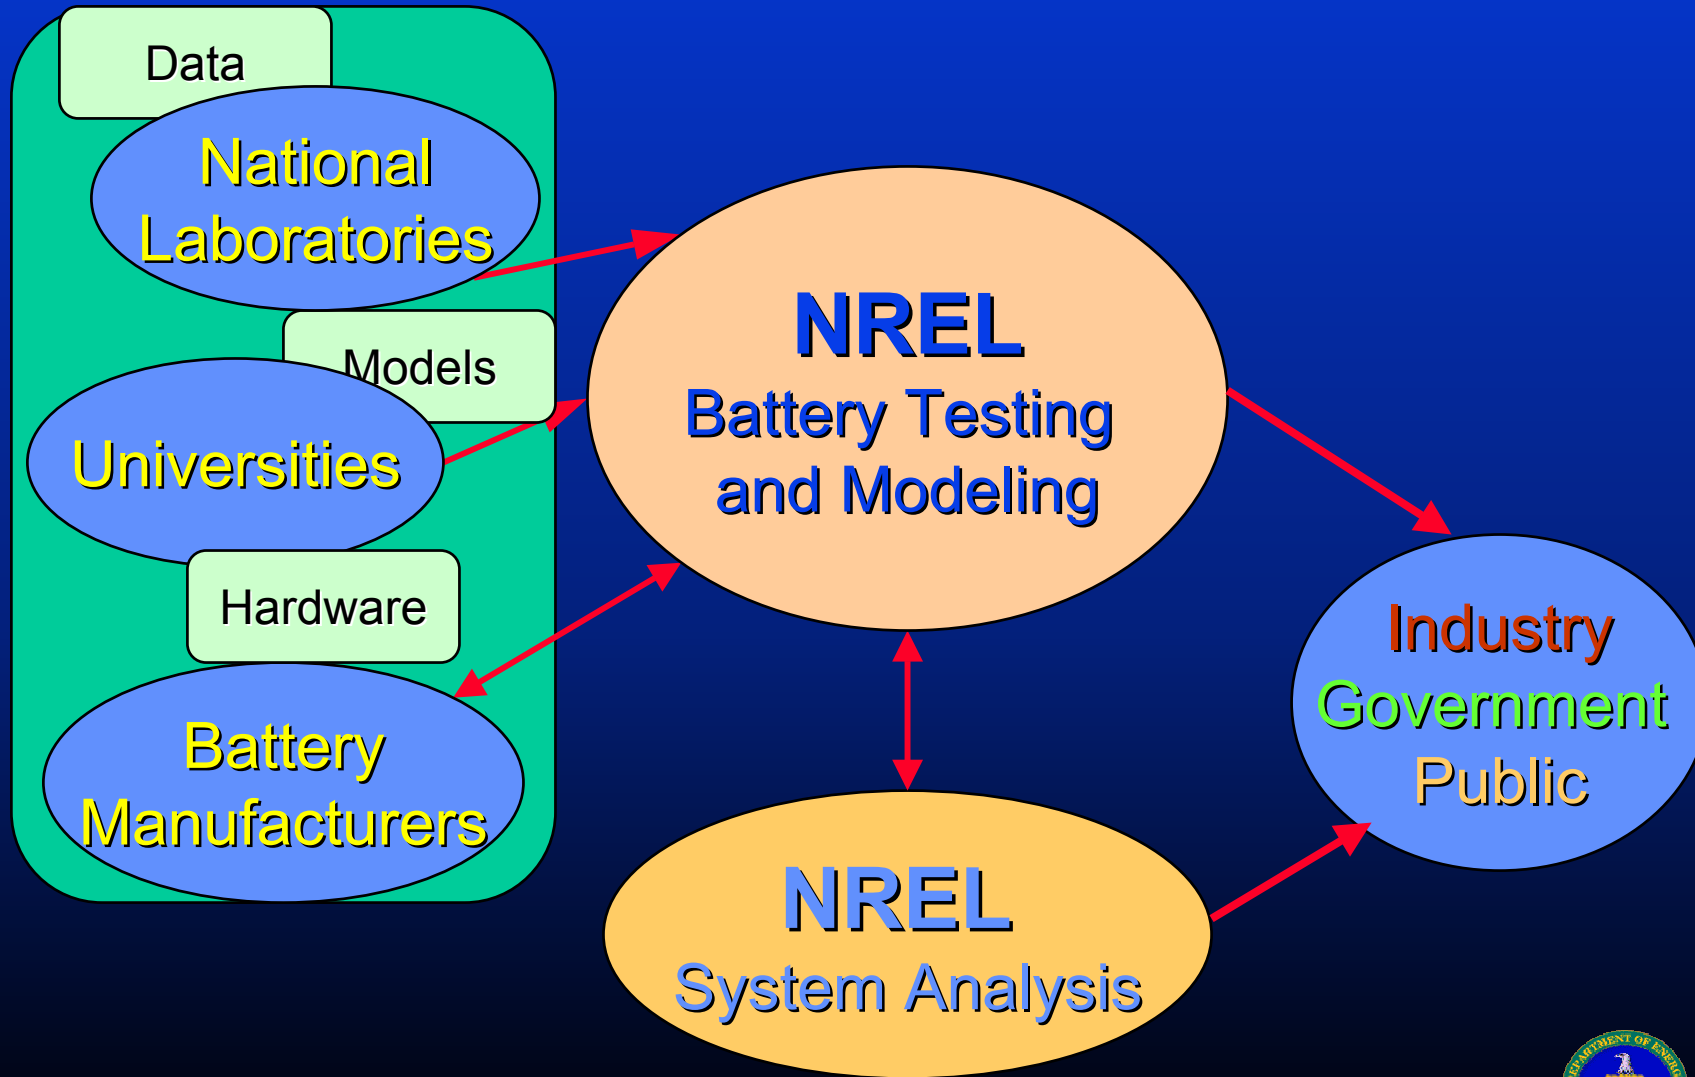 Data
National
Laboratories
Models
Universities
Hardware
Battery
Manufacturers
NREL
Battery Testing
and Modeling
NREL
System Analysis
Industry
Government
Public